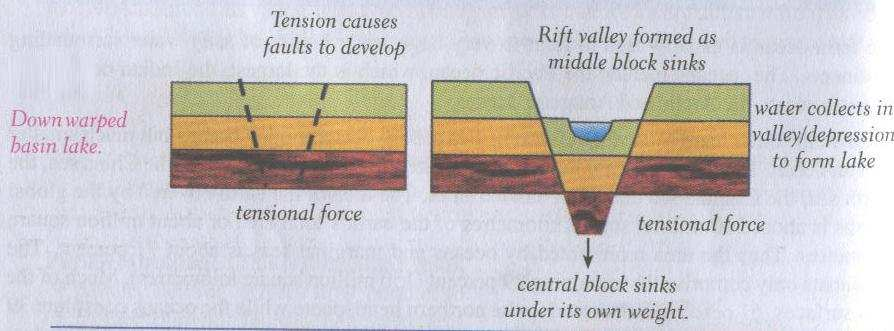 Tension causes
faults to develop
Rift valley formed as
middle block sinks
Down warped
basin lake.
water collects in
valley/depression
to form lake
tensional force
tensional force
central block sinks
under its own weight.